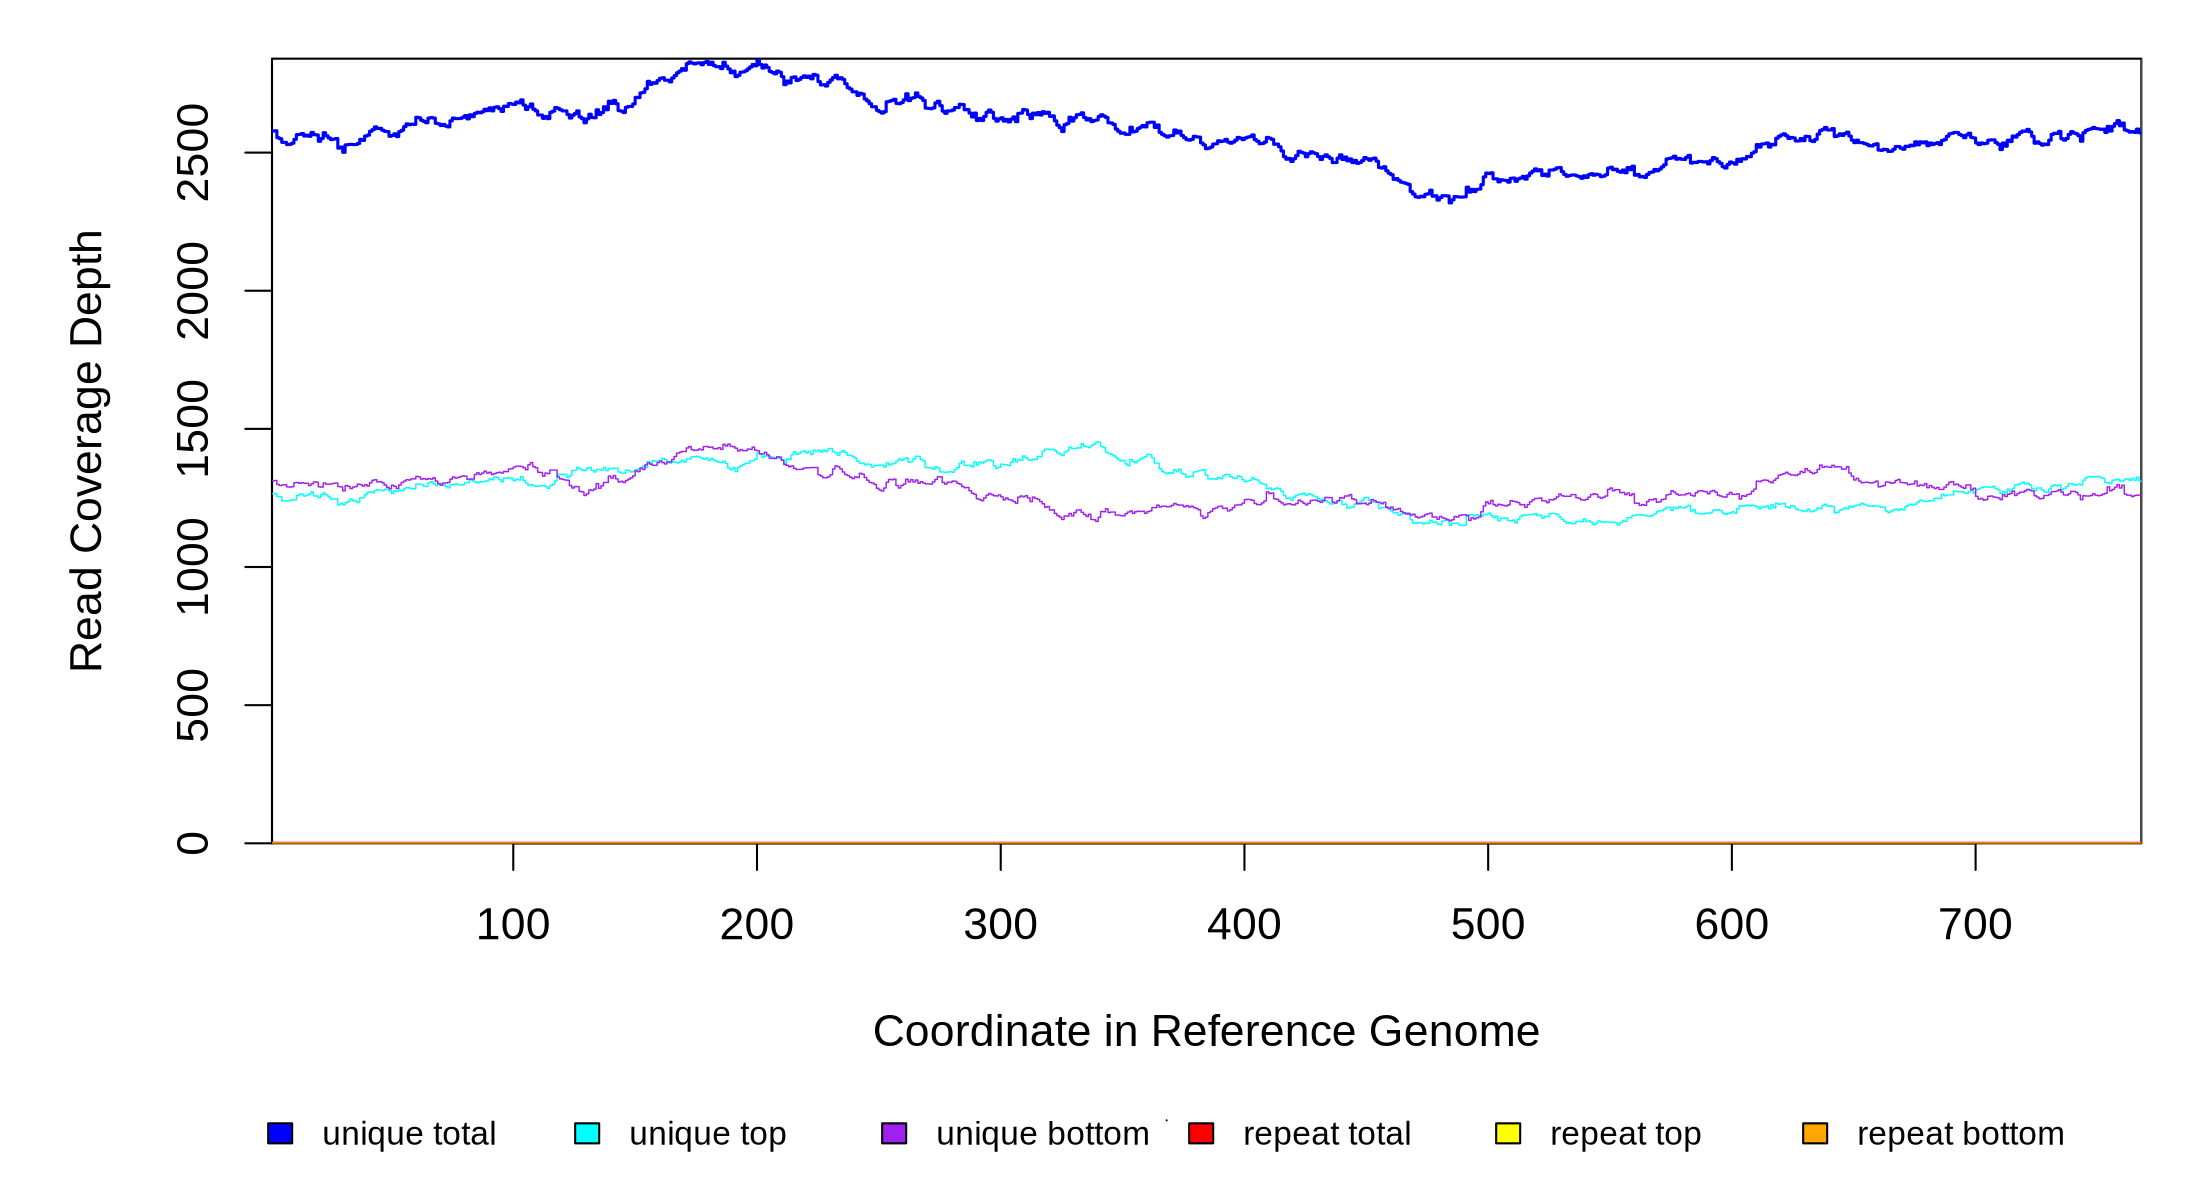 Read Coverage Depth
2500
2000
1500
1000
500
0
100 200 300 400 500 600 700
Coordinate in Reference Genome
unique total unique top unique bottom repeat total repeat top repeat bottom